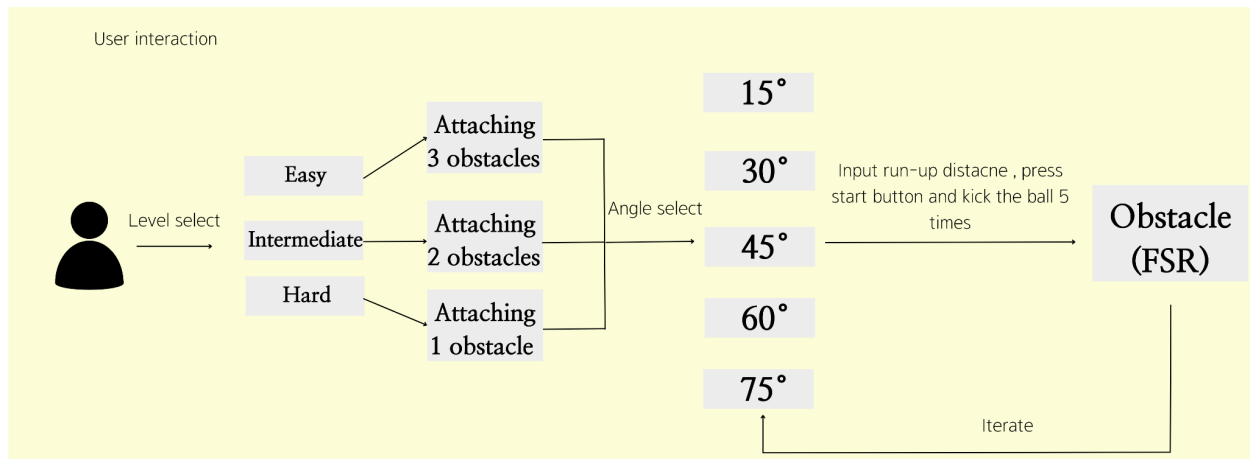 User interaction
Level select
Easy
Intermediate
Hard
Attaching
3 obstacles
Attaching
2 obstacles
Attaching
1 obstacle
Angle select
15°
30°
45°
60°
75°
Input run-up distacne , press
start button and kick the ball 5
times
Obstacle
(FSR)
Iterate